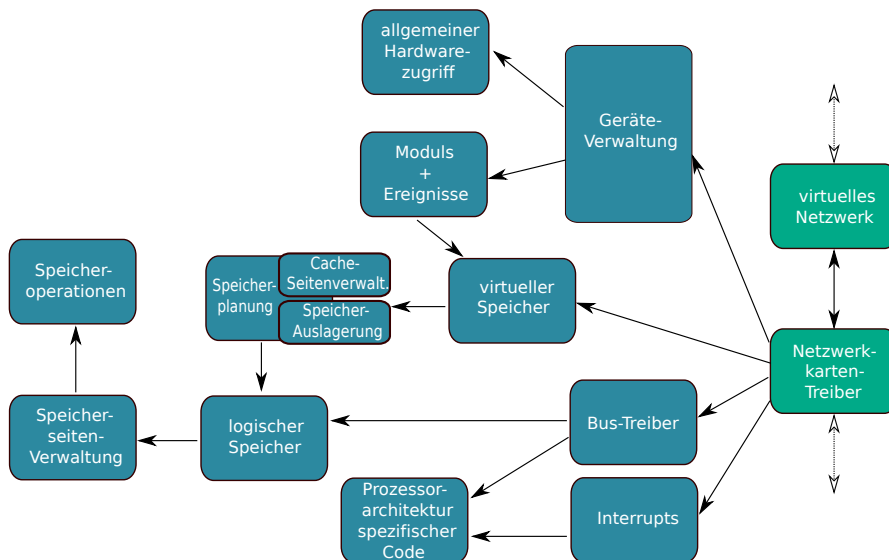 allgemeiner
Hardware-
zugriff
Geräte-
Verwaltung
Moduls
+
Ereignisse
virtuelles
Netzwerk
Speicher-
operationen
Speicher-
planung
Cache-
Seitenverwalt.
Speicher-
Auslagerung
virtueller
Speicher
Netzwerk-
karten-
Treiber
Speicher-
seiten-
Verwaltung
logischer
Speicher
Bus-Treiber
Prozessor-
architektur
spezifischer
Code
Interrupts